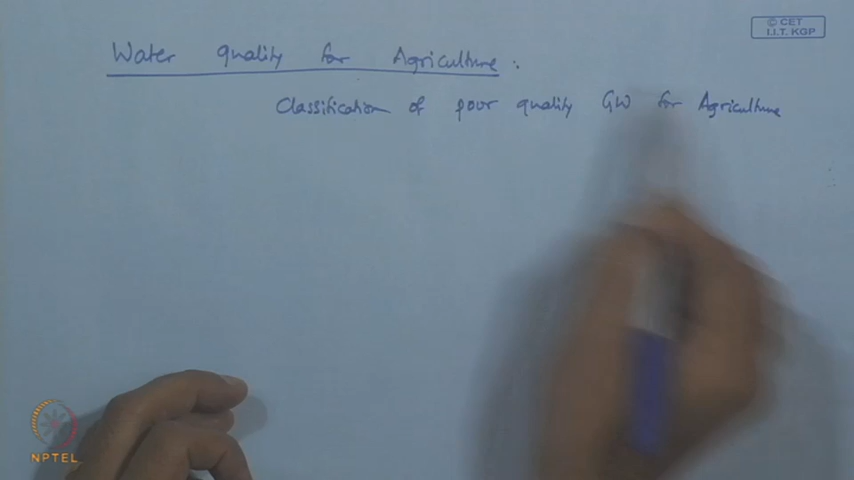 © CET
I.I.T. KGP
Water quality for Agriculture :
Classification of poor quality GW for Agriculture
NPTEL